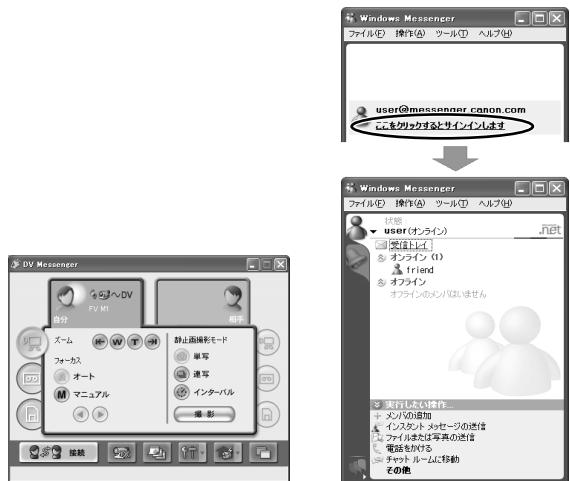 Windows Messenger
ファイル(F) 操作(A) ツール(T) ヘルプ(H)
user@messenger.canon.com
ここをクリックするとサインインします
Windows Messenger
ファイル(F) 操作(A) ツール(T) ヘルプ(H)
状態
user(オンライン)
.net
受信トレイ
オンライン (1)
friend
オフライン
オフラインのメンバはいません
実行したい操作...
メンバの追加
インスタント メッセージの送信
ファイルまたは写真の送信
電話をかける
チャット ルームに移動
その他
DV Messenger
DV
FV M1
自分
相手
ズーム
W T
静止画撮影モード
単写
フォーカス
連写
オート
M マニュアル
インターバル
撮 影
接続